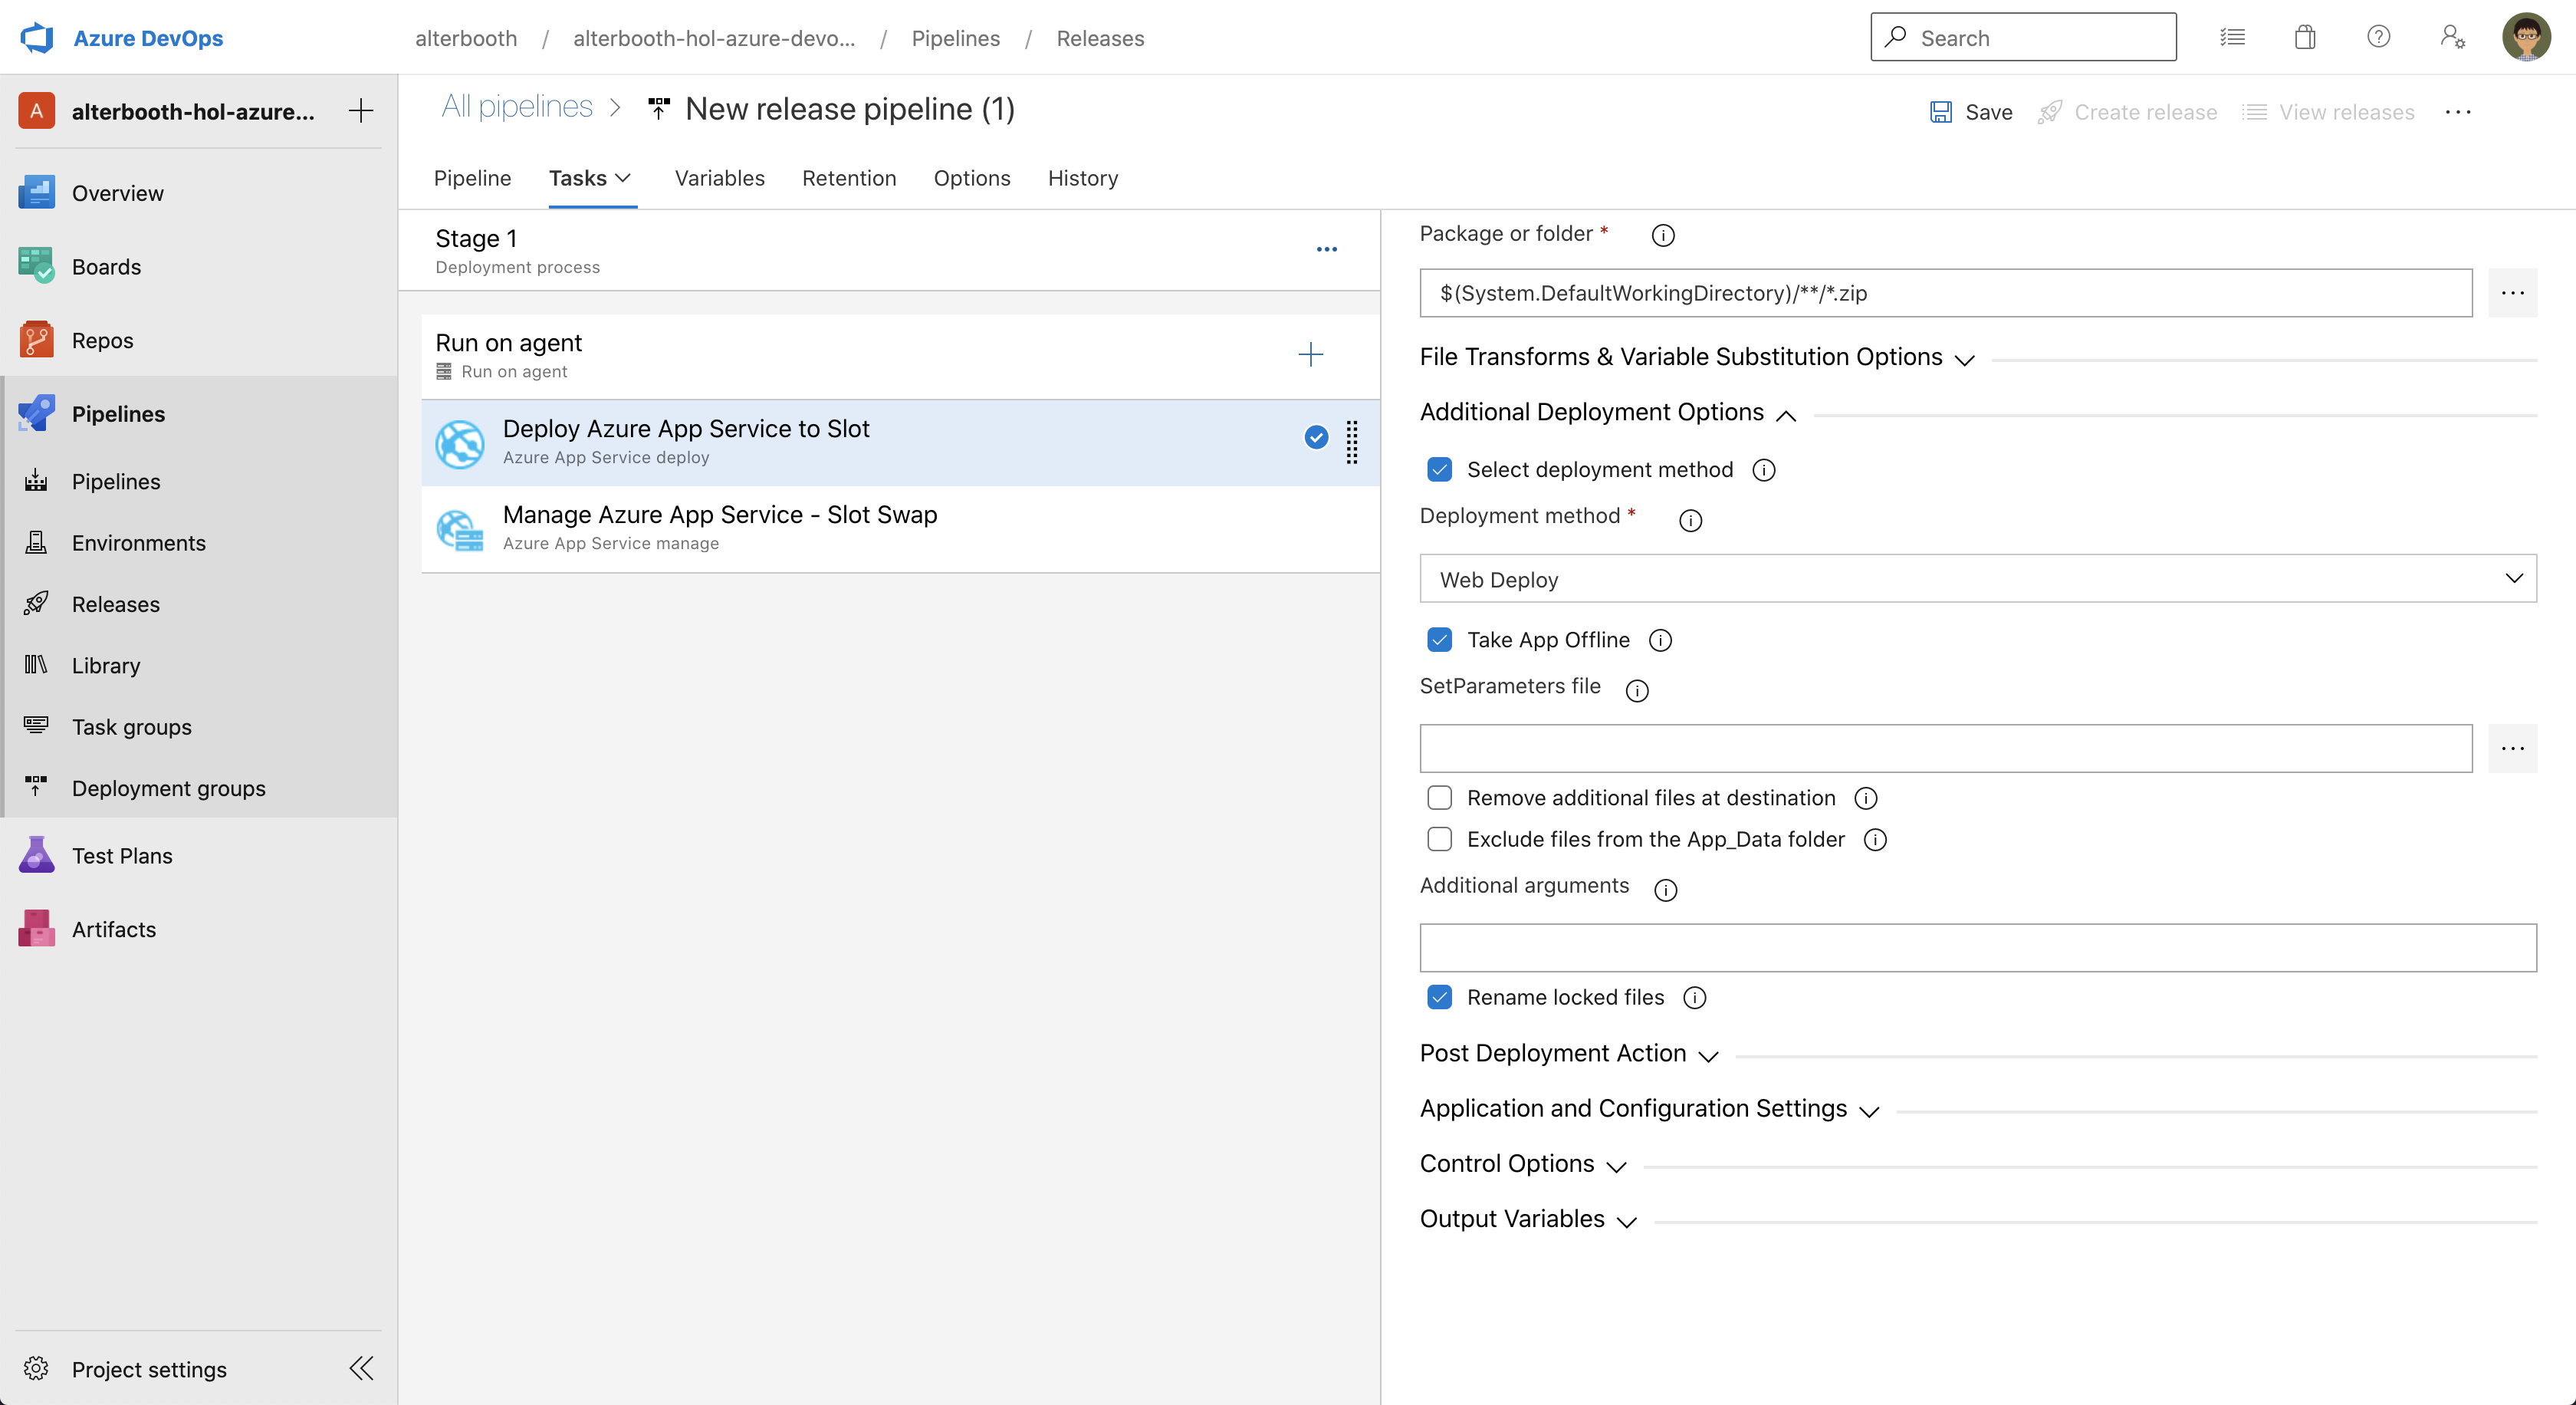 Azure DevOps
alterbooth / alterbooth-hol-azure-devo... / Pipelines / Releases
Search
A alterbooth-hol-azure...
Overview
Boards
Repos
Pipelines
Pipelines
Environments
Releases
Library
Task groups
Deployment groups
Test Plans
Artifacts
Project settings
All pipelines > New release pipeline (1)
Save Create release View releases
Pipeline Tasks Variables Retention Options History
Stage 1
Deployment process
Run on agent
Run on agent
Deploy Azure App Service to Slot
Azure App Service deploy
Manage Azure App Service - Slot Swap
Azure App Service manage
Package or folder *
$(System.DefaultWorkingDirectory)/**/*.zip
File Transforms & Variable Substitution Options
Additional Deployment Options
Select deployment method
Deployment method *
Web Deploy
Take App Offline
SetParameters file
Remove additional files at destination
Exclude files from the App_Data folder
Additional arguments
Rename locked files
Post Deployment Action
Application and Configuration Settings
Control Options
Output Variables